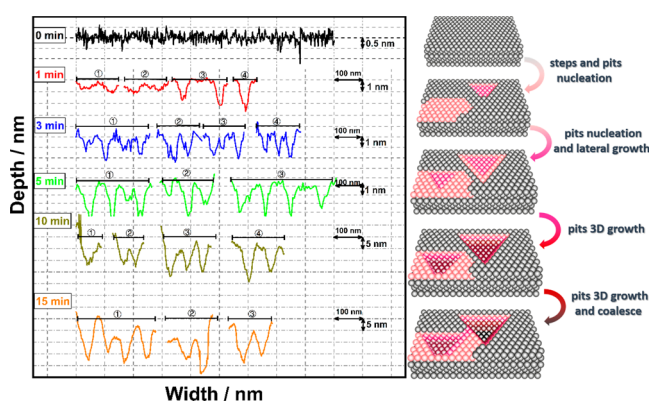 0 min
0.5 nm
1 min
① ② ③ ④
100 nm
1 nm
3 min
① ② ③ ④
100 nm
1 nm
5 min
① ② ③
100 nm
1 nm
10 min
① ② ③ ④
100 nm
5 nm
15 min
① ② ③
100 nm
5 nm
Depth / nm
Width / nm
steps and pits
nucleation
pits nucleation
and lateral growth
pits 3D growth
pits 3D growth
and coalesce